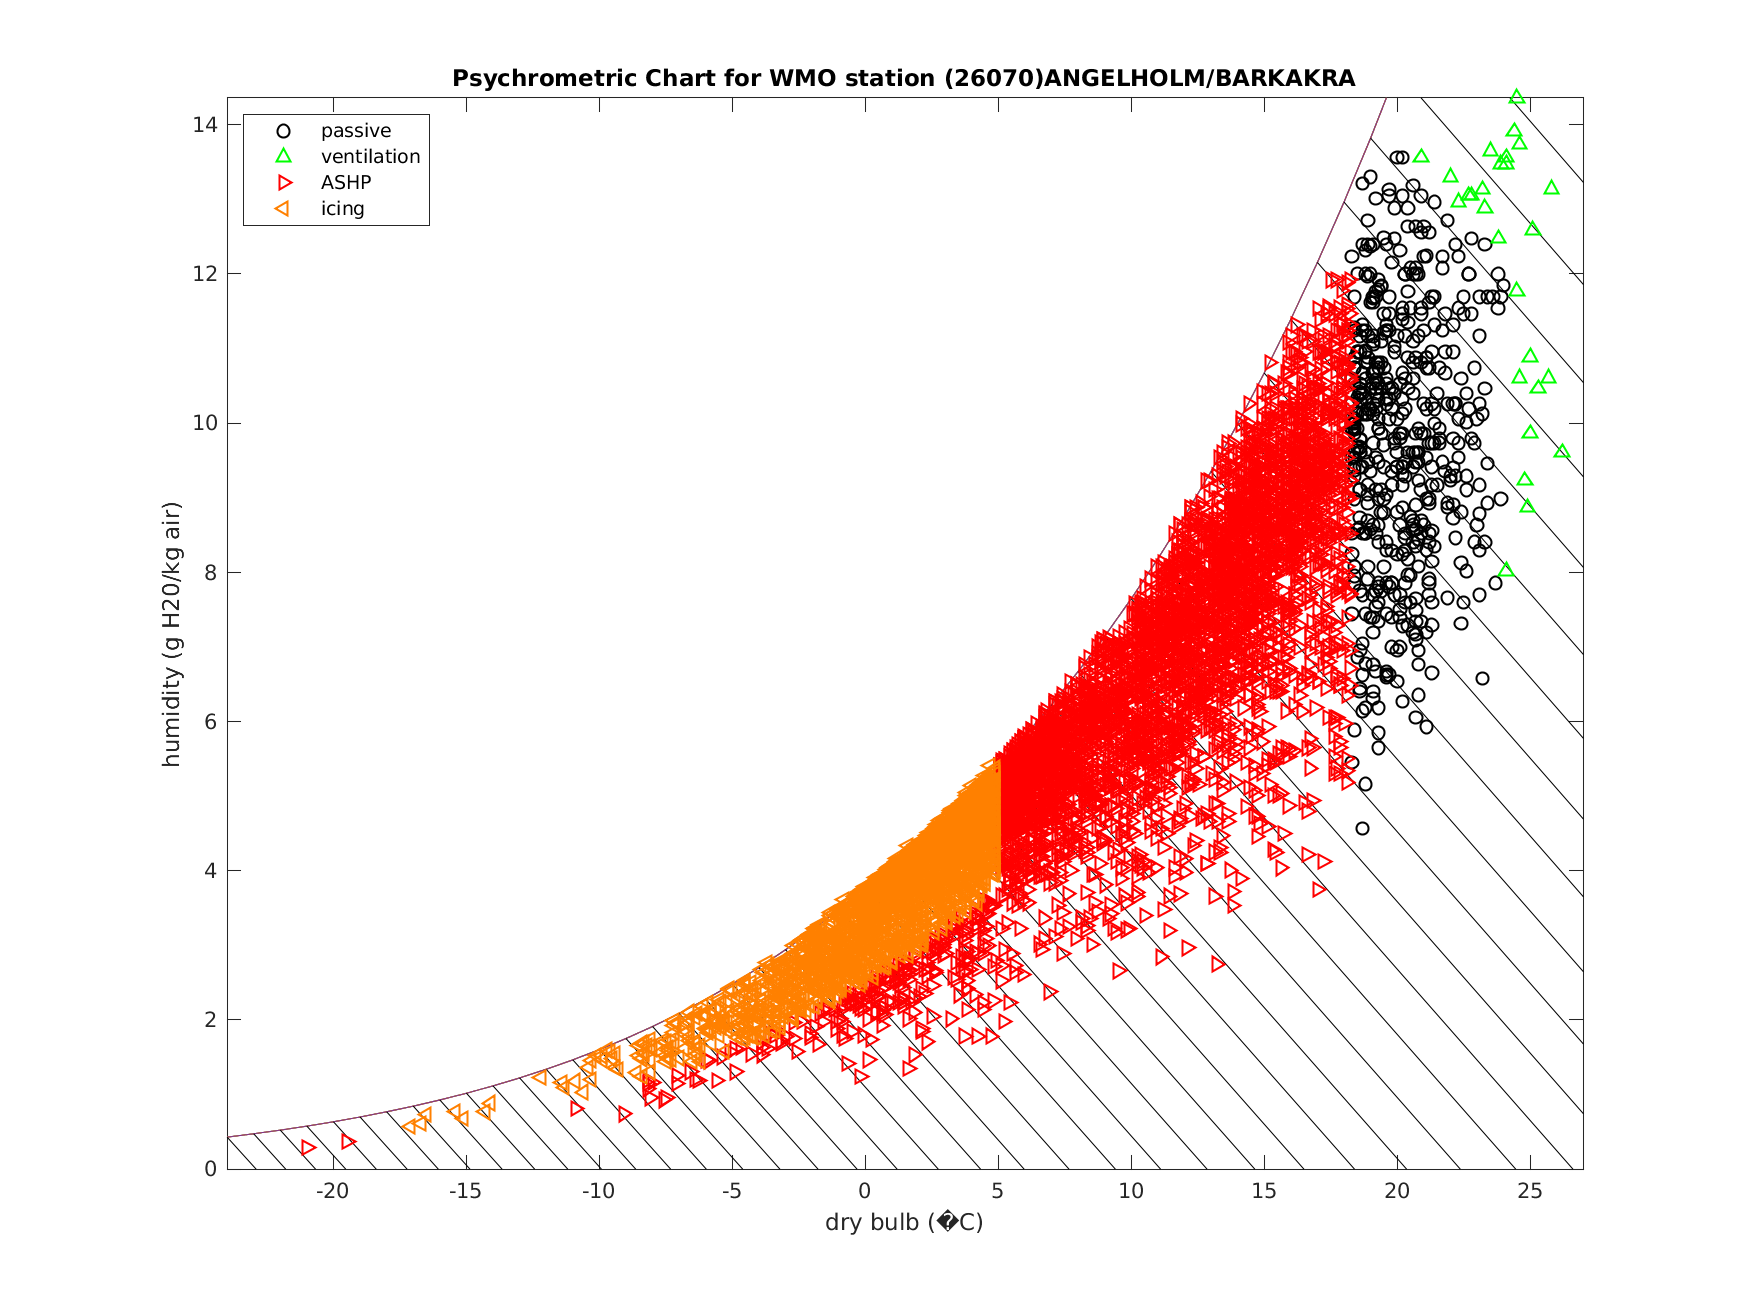 Psychrometric Chart for WMO station (26070)ANGELHOLM/BARKAKRA
passive
ventilation
ASHP
icing
14
12
10
8
6
4
2
0
humidity (g H20/kg air)
-20 -15 -10 -5 0 5 10 15 20 25
dry bulb (�C)